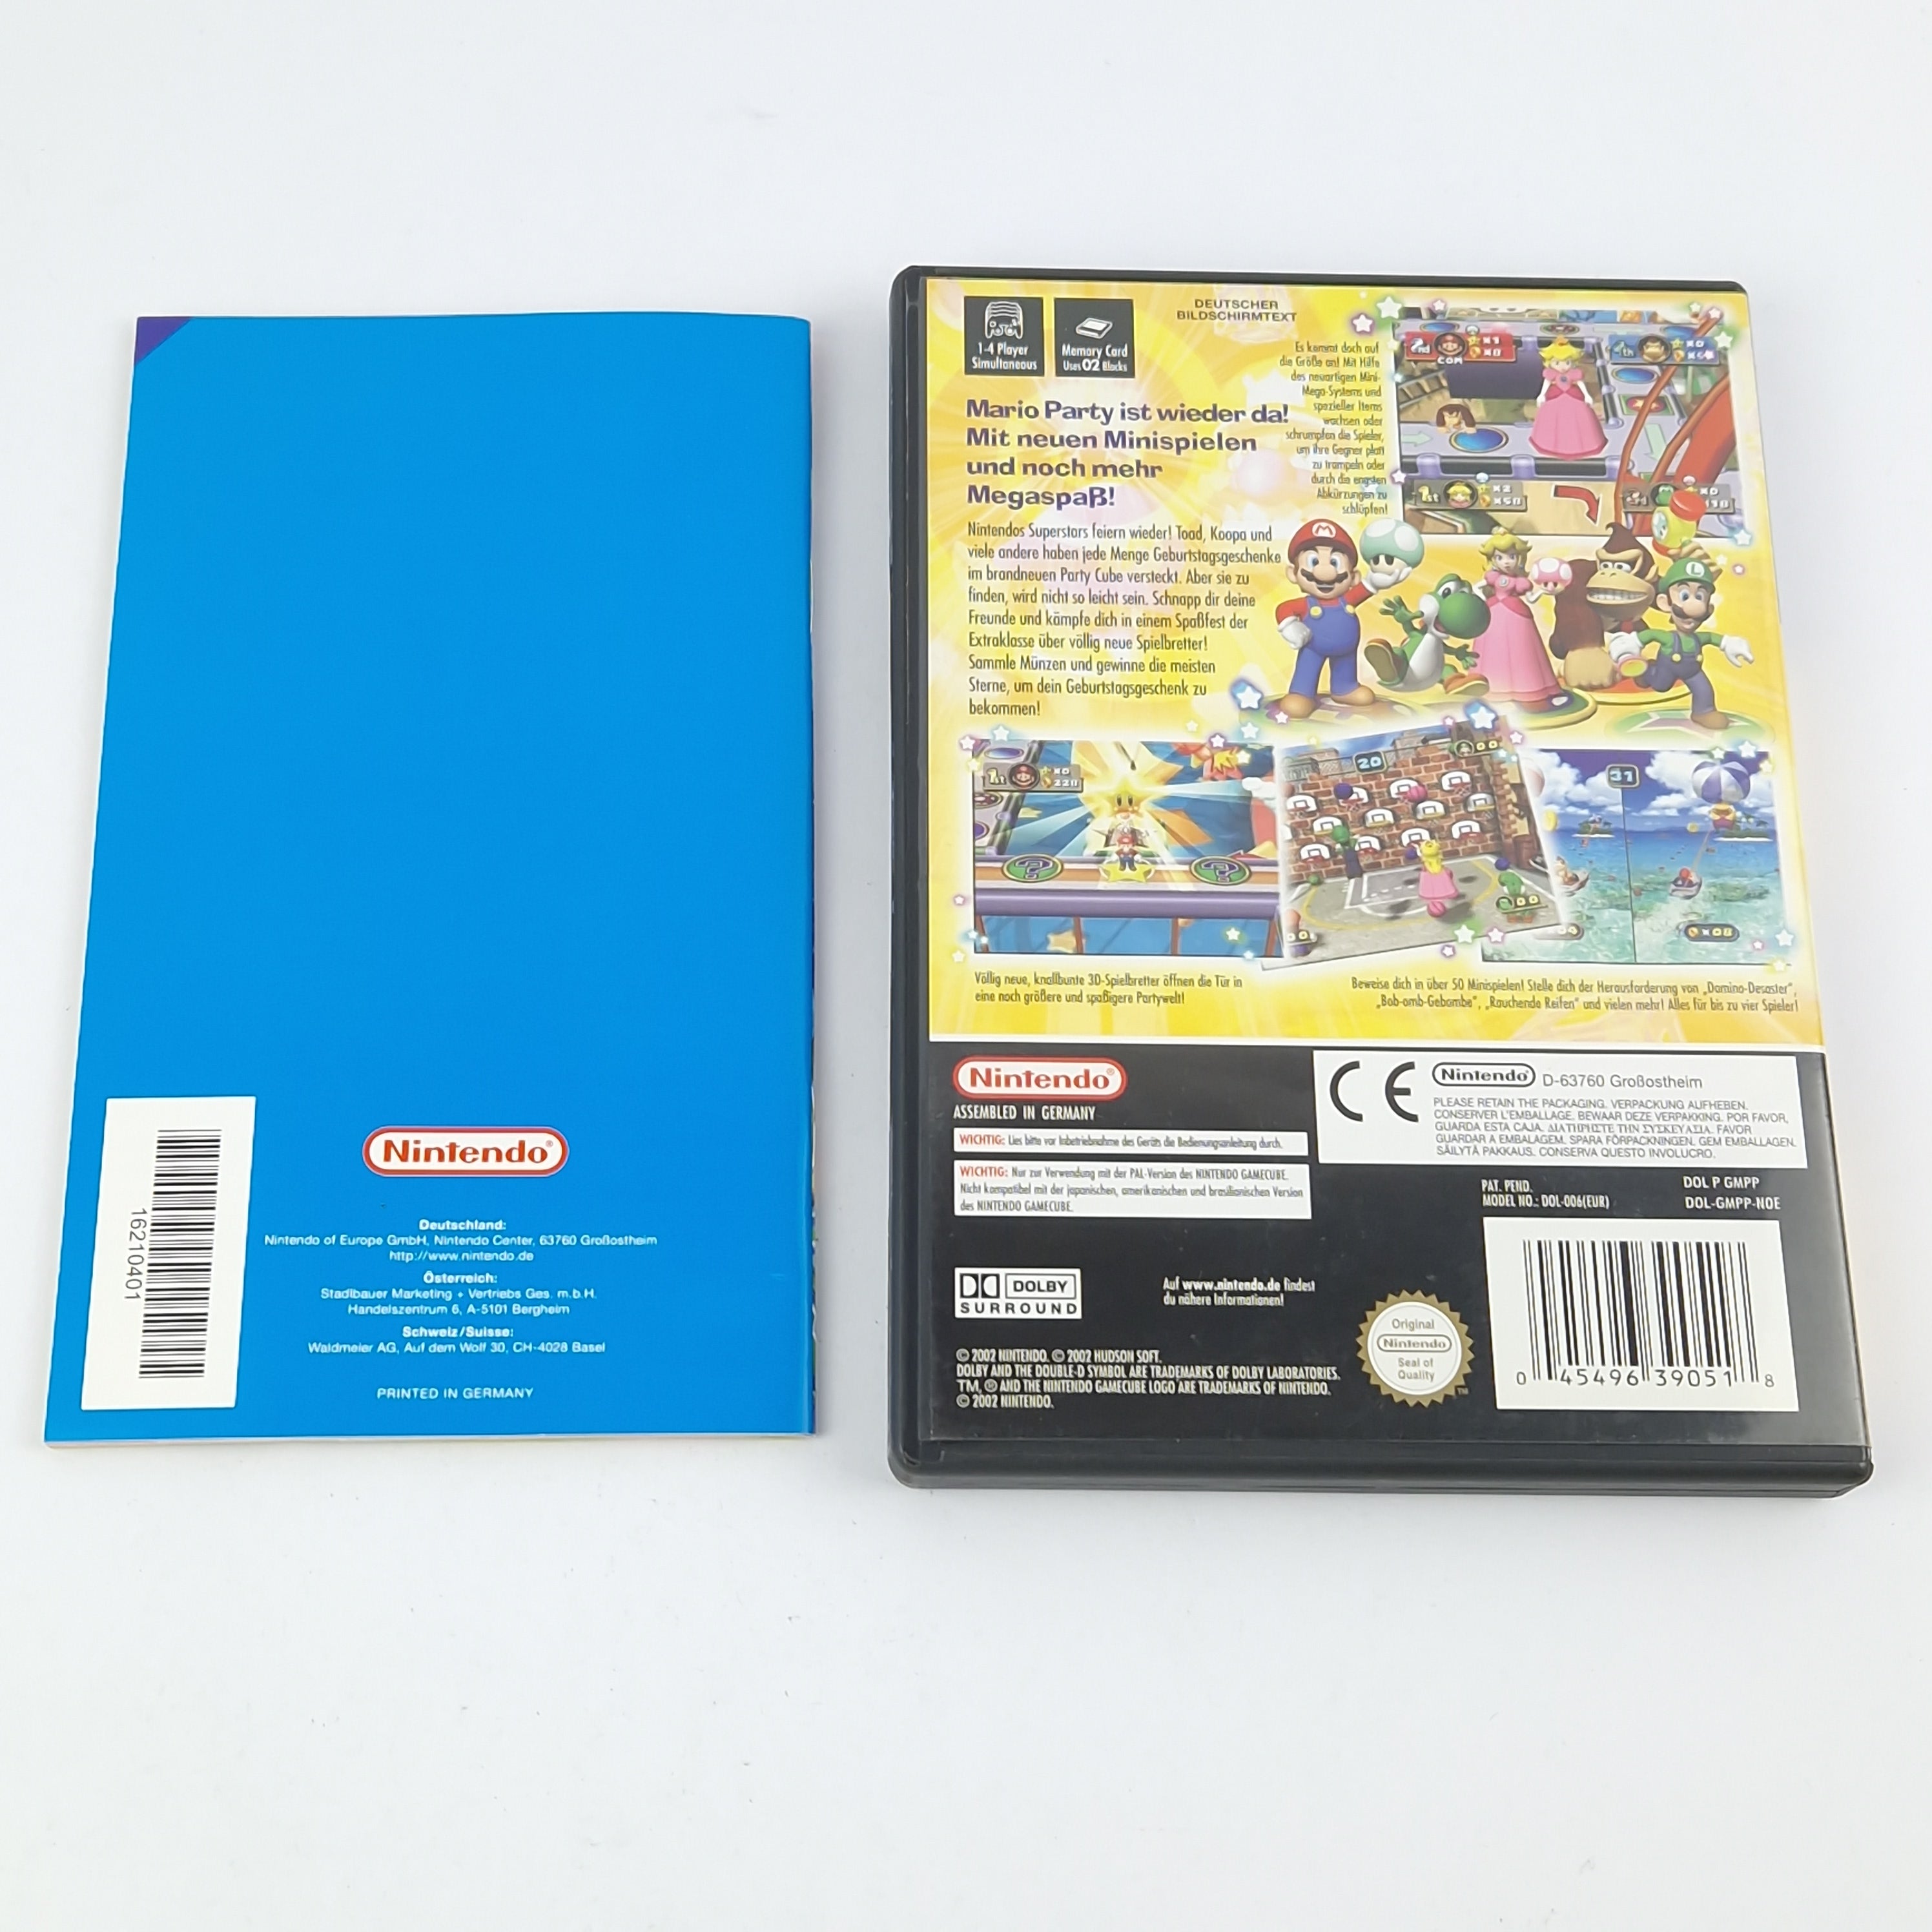 16210401
Nintendo®
Deutschland:
Nintendo of Europe GmbH, Nintendo Center, 63760 Großostheim
http://www.nintendo.de
Österreich:
Stadlbauer Marketing + Vertriebs Ges. m.b.H.
Handelszentrum 6, A-5101 Bergheim
Schweiz/Suisse:
Waldmeier AG, Auf dem Wolf 30, CH-4028 Basel
PRINTED IN GERMANY
1-4 Player
Simultaneous
Memory Card
Uses 02 Blocks
DEUTSCHER
BILDSCHIRMTEXT
Es kommt doch auf
die Größe an! Mit Hilfe
des neuartigen Mini-
Mega-Systems und
spezieller Items
wachsen oder
schrumpfen die Spieler,
um ihre Gegner platt
zu trampeln oder
durch die engsten
Abkürzungen zu
schlüpfen!
Mario Party ist wieder da!
Mit neuen Minispielen
und noch mehr
Megaspaß!
Nintendos Superstars feiern wieder! Toad, Koopa und
viele andere haben jede Menge Geburtstagsgeschenke
im brandneuen Party Cube versteckt. Aber sie zu
finden, wird nicht so leicht sein. Schnapp dir deine
Freunde und kämpfe dich in einem Spaßfest der
Extraklasse über völlig neue Spielbretter!
Sammle Münzen und gewinne die meisten
Sterne, um dein Geburtstagsgeschenk zu
bekommen!
2nd
COM
4th
1st
1st
20
31
Völlig neue, knallbunte 3D-Spielbretter öffnen die Tür in
eine noch größere und spaßigere Partywelt!
Beweise dich in über 50 Minispielen! Stelle dich der Herausforderung von „Domino-Desaster“,
„Bob-omb-Gebombe“, „Rauchende Reifen“ und vielen mehr! Alles für bis zu vier Spieler!
Nintendo®
ASSEMBLED IN GERMANY
WICHTIG: Lies bitte vor Inbetriebnahme des Geräts die Bedienungsanleitung durch.
WICHTIG: Nur zur Verwendung mit der PAL-Version des NINTENDO GAMECUBE.
Nicht kompatibel mit der japanischen, amerikanischen und brasilianischen Version
des NINTENDO GAMECUBE.
CE
Nintendo® D-63760 Großostheim
PLEASE RETAIN THE PACKAGING. VERPACKUNG AUFHEBEN.
CONSERVER L'EMBALLAGE. BEWAAR DEZE VERPAKKING. POR FAVOR,
GUARDA ESTA CAJA. ΔΙΑΤΗΡΗΣΤΕ ΤΗΝ ΣΥΣΚΕΥΑΣΙΑ. FAVOR
GUARDAR A EMBALAGEM. SPARA FÖRPACKNINGEN. GEM EMBALLAGEN.
SÄILYTÄ PAKKAUS. CONSERVA QUESTO INVOLUCRO.
PAT. PEND.
MODEL NO.: DOL-006(EUR)
DOL P GMPP
DOL-GMPP-NOE
DOLBY
SURROUND
Auf www.nintendo.de findest
du nähere Informationen!
© 2002 NINTENDO. © 2002 HUDSON SOFT.
DOLBY AND THE DOUBLE-D SYMBOL ARE TRADEMARKS OF DOLBY LABORATORIES.
TM, ® AND THE NINTENDO GAMECUBE LOGO ARE TRADEMARKS OF NINTENDO.
© 2002 NINTENDO.
Original
Nintendo
Seal of
Quality
TM
0 45496 39051 8